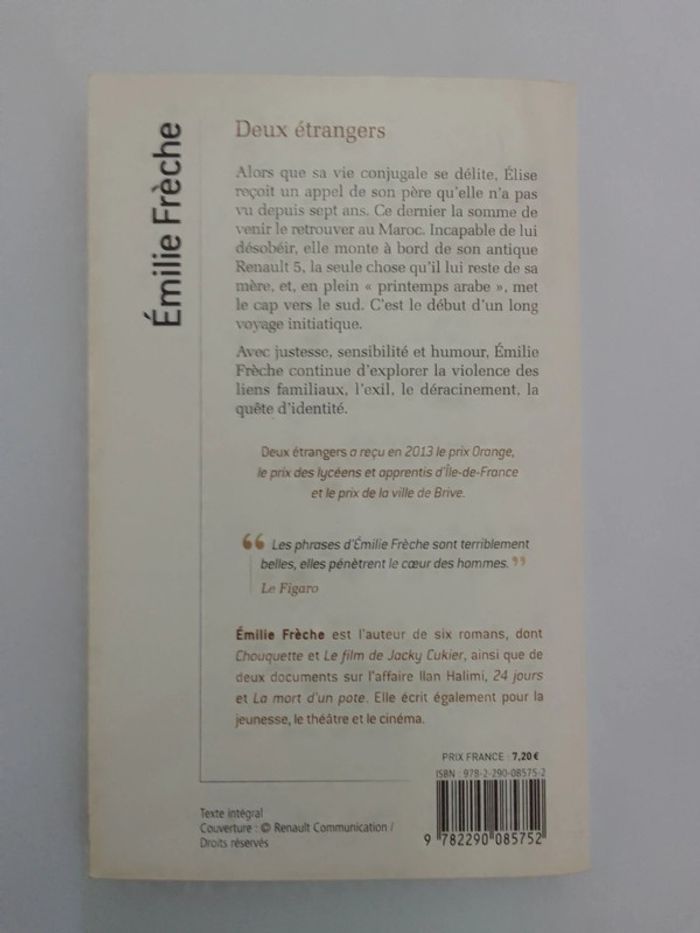 Émilie Frèche
Deux étrangers
Alors que sa vie conjugale se délite, Élise
reçoit un appel de son père qu'elle n'a pas
vu depuis sept ans. Ce dernier la somme de
venir le retrouver au Maroc. Incapable de lui
désobéir, elle monte à bord de son antique
Renault 5, la seule chose qu'il lui reste de sa
mère, et, en plein « printemps arabe », met
le cap vers le sud. C'est le début d'un long
voyage initiatique.
Avec justesse, sensibilité et humour, Émilie
Frèche continue d'explorer la violence des
liens familiaux, l'exil, le déracinement, la
quête d'identité.
Deux étrangers a reçu en 2013 le prix Orange,
le prix des lycéens et apprentis d'Île-de-France
et le prix de la ville de Brive.
“ Les phrases d'Émilie Frèche sont terriblement
belles, elles pénètrent le cœur des hommes. ”
Le Figaro
Émilie Frèche est l'auteur de six romans, dont
Chouquette et Le film de Jacky Cukier, ainsi que de
deux documents sur l'affaire Ilan Halimi, 24 jours
et La mort d'un pote. Elle écrit également pour la
jeunesse, le théâtre et le cinéma.
PRIX FRANCE : 7,20 €
ISBN : 978-2-290-08575-2
Texte intégral
Couverture : © Renault Communication /
Droits réservés
9 782290 085752